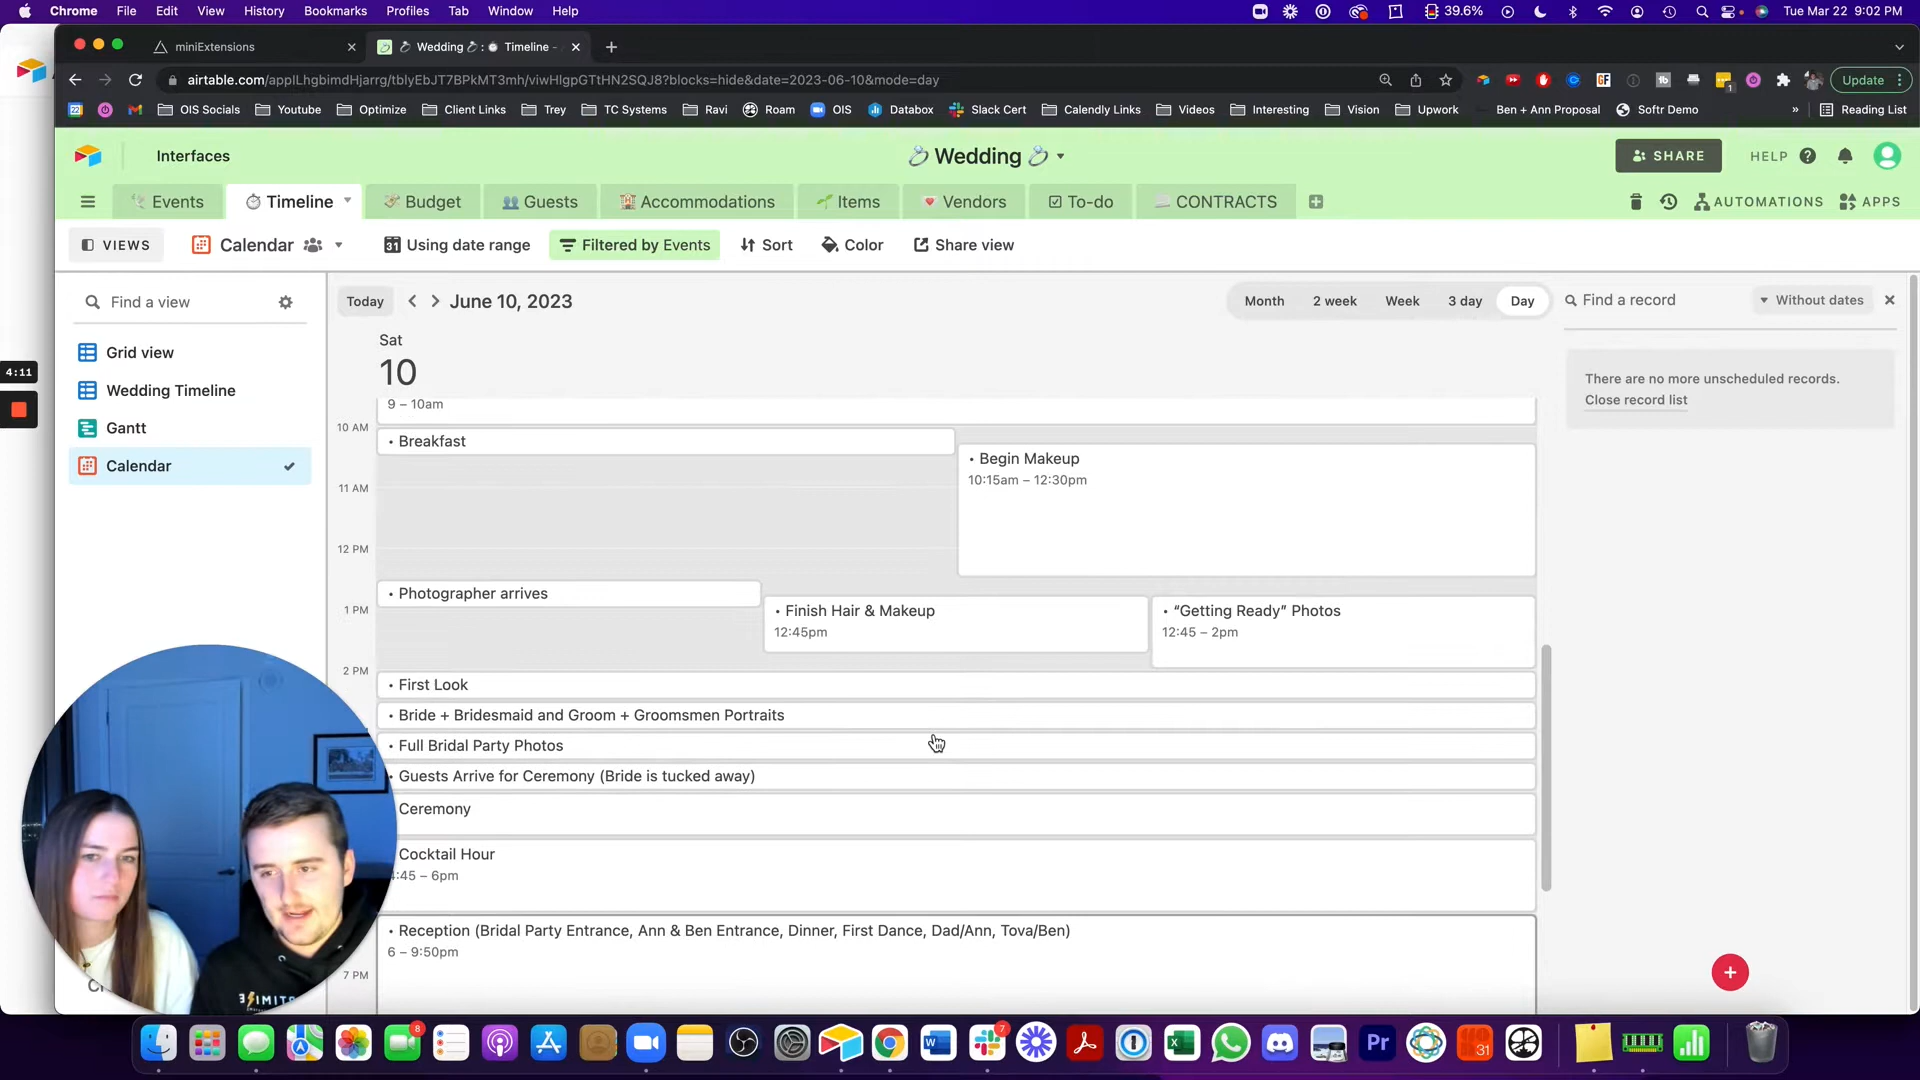 Chrome File Edit View History Bookmarks Profiles Tab Window Help 39.6% Tue Mar 22 9:02 PM
miniExtensions Wedding : Timeline -
airtable.com/appILhgbimdHjarrg/tblyEbJT7BPkMT3mh/viwHlgpGTtHN2SQJ8?blocks=hide&date=2023-06-10&mode=day Update
OIS Socials Youtube Optimize Client Links Trey TC Systems Ravi Roam OIS Databox Slack Cert Calendly Links Videos Interesting Vision Upwork Ben + Ann Proposal Softr Demo » Reading List
Interfaces Wedding SHARE HELP
Events Timeline Budget Guests Accommodations Items Vendors To-do CONTRACTS AUTOMATIONS APPS
VIEWS Calendar Using date range Filtered by Events Sort Color Share view
Find a view
Grid view
Wedding Timeline
Gantt
Calendar
4:11
Today June 10, 2023 Month 2 week Week 3 day Day
Find a record Without dates
There are no more unscheduled records.
Close record list
Sat
10
9 – 10am
10 AM
• Breakfast
• Begin Makeup
10:15am – 12:30pm
11 AM
12 PM
• Photographer arrives
1 PM
• Finish Hair & Makeup
12:45pm
• “Getting Ready” Photos
12:45 – 2pm
2 PM
• First Look
• Bride + Bridesmaid and Groom + Groomsmen Portraits
• Full Bridal Party Photos
• Guests Arrive for Ceremony (Bride is tucked away)
Ceremony
Cocktail Hour
:45 – 6pm
• Reception (Bridal Party Entrance, Ann & Ben Entrance, Dinner, First Dance, Dad/Ann, Tova/Ben)
6 – 9:50pm
7 PM
8
7
31